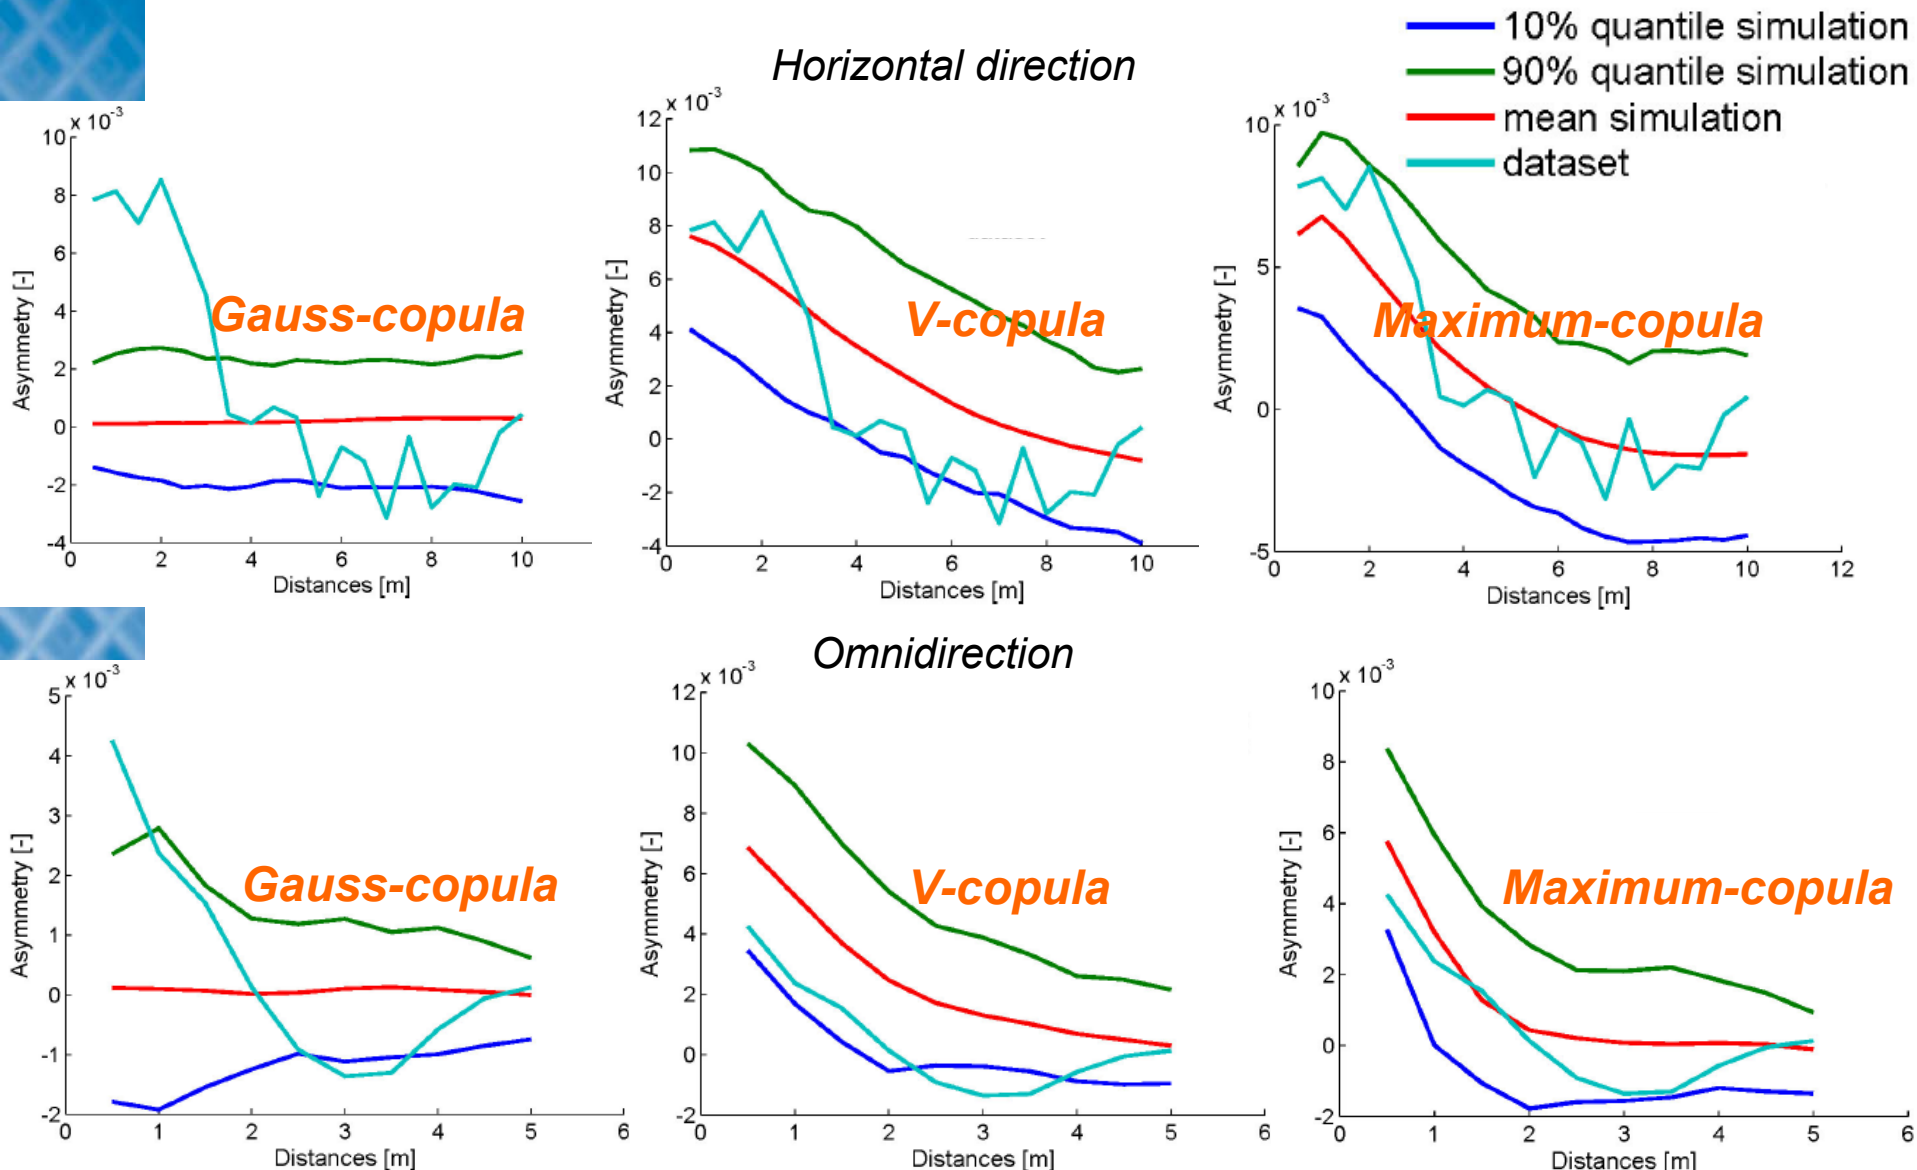 10% quantile simulation
90% quantile simulation
mean simulation
dataset
Horizontal direction
x 10-3
10
8
6
4
2
0
-2
-4
0 2 4 6 8 10
Asymmetry [-]
Distances [m]
Gauss-copula
x 10-3
12
10
8
6
4
2
0
-2
-4
0 2 4 6 8 10
Asymmetry [-]
Distances [m]
V-copula
x 10-3
10
5
0
-5
0 2 4 6 8 10 12
Asymmetry [-]
Distances [m]
Maximum-copula
Omnidirection
x 10-3
5
4
3
2
1
0
-1
-2
0 1 2 3 4 5 6
Asymmetry [-]
Distances [m]
Gauss-copula
x 10-3
12
10
8
6
4
2
0
-2
0 1 2 3 4 5 6
Asymmetry [-]
Distances [m]
V-copula
x 10-3
10
8
6
4
2
0
-2
0 1 2 3 4 5 6
Asymmetry [-]
Distances [m]
Maximum-copula